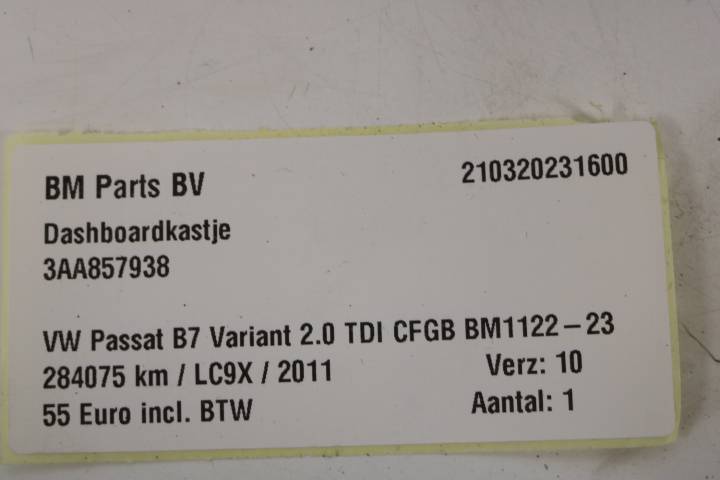 BM Parts BV 210320231600
Dashboardkastje
3AA857938
VW Passat B7 Variant 2.0 TDI CFGB BM1122-23
284075 km / LC9X / 2011 Verz: 10
55 Euro incl. BTW Aantal: 1